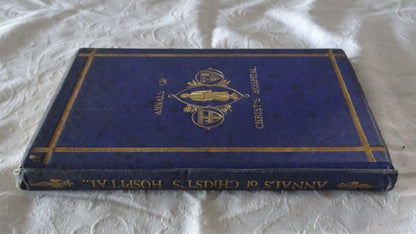 ANNALS OF
CHRIST'S HOSPITAL
ANNALS of CHRIST'S HOSPITAL.